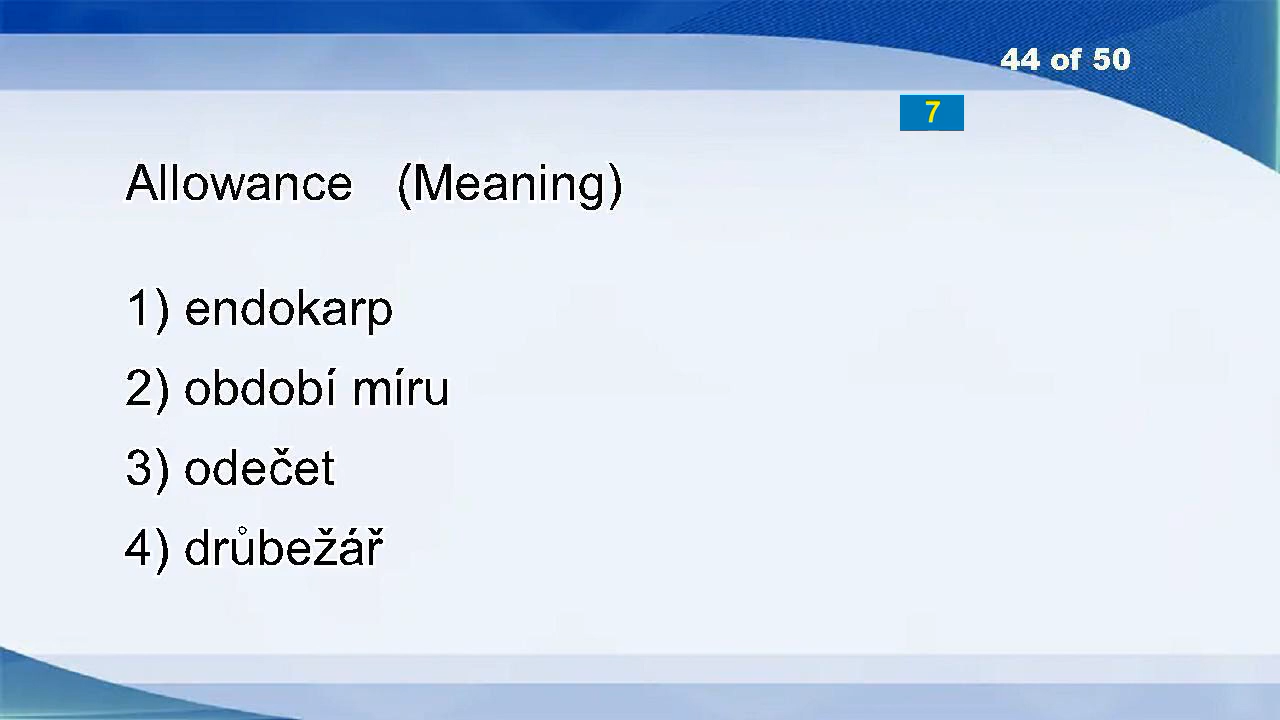 44 of 50
7
Allowance (Meaning)
1) endokarp
2) období míru
3) odečet
4) drůbežář